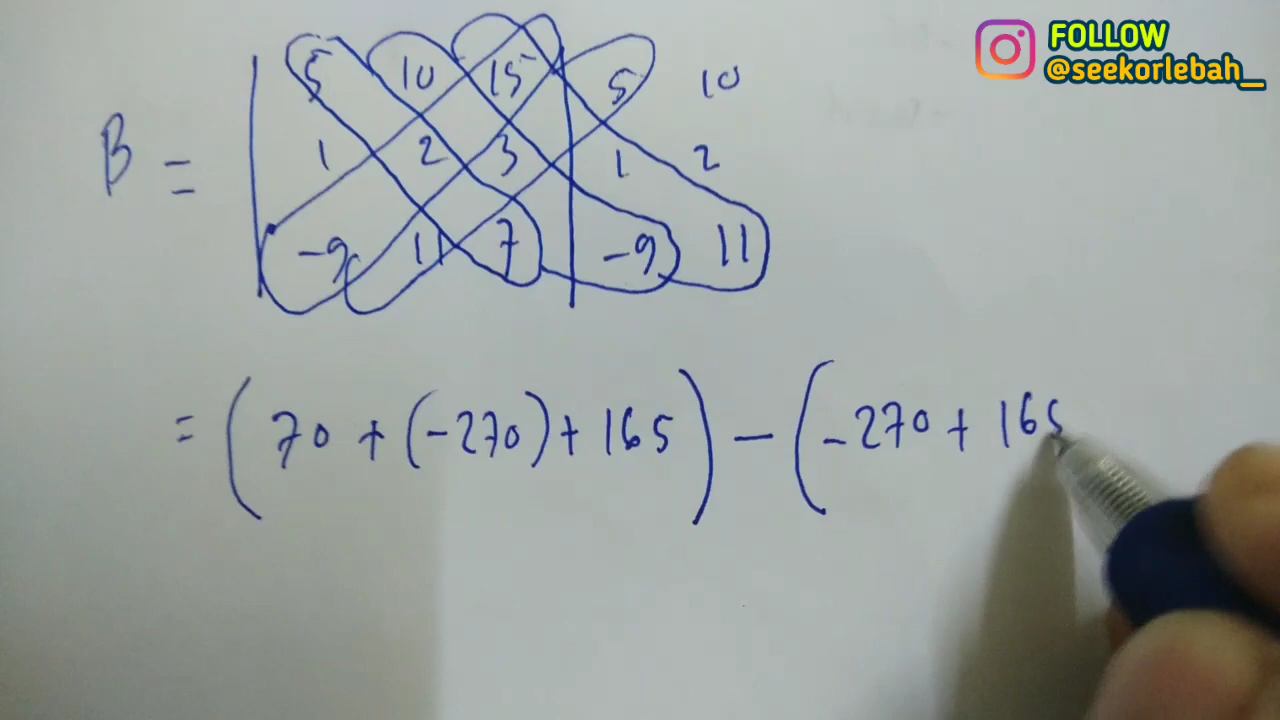 FOLLOW
@seekorlebah_
5 10 15 5 10
B = 1 2 3 1 2
-9 11 7 -9 11
= (70 + (-270) + 165) - (-270 + 165